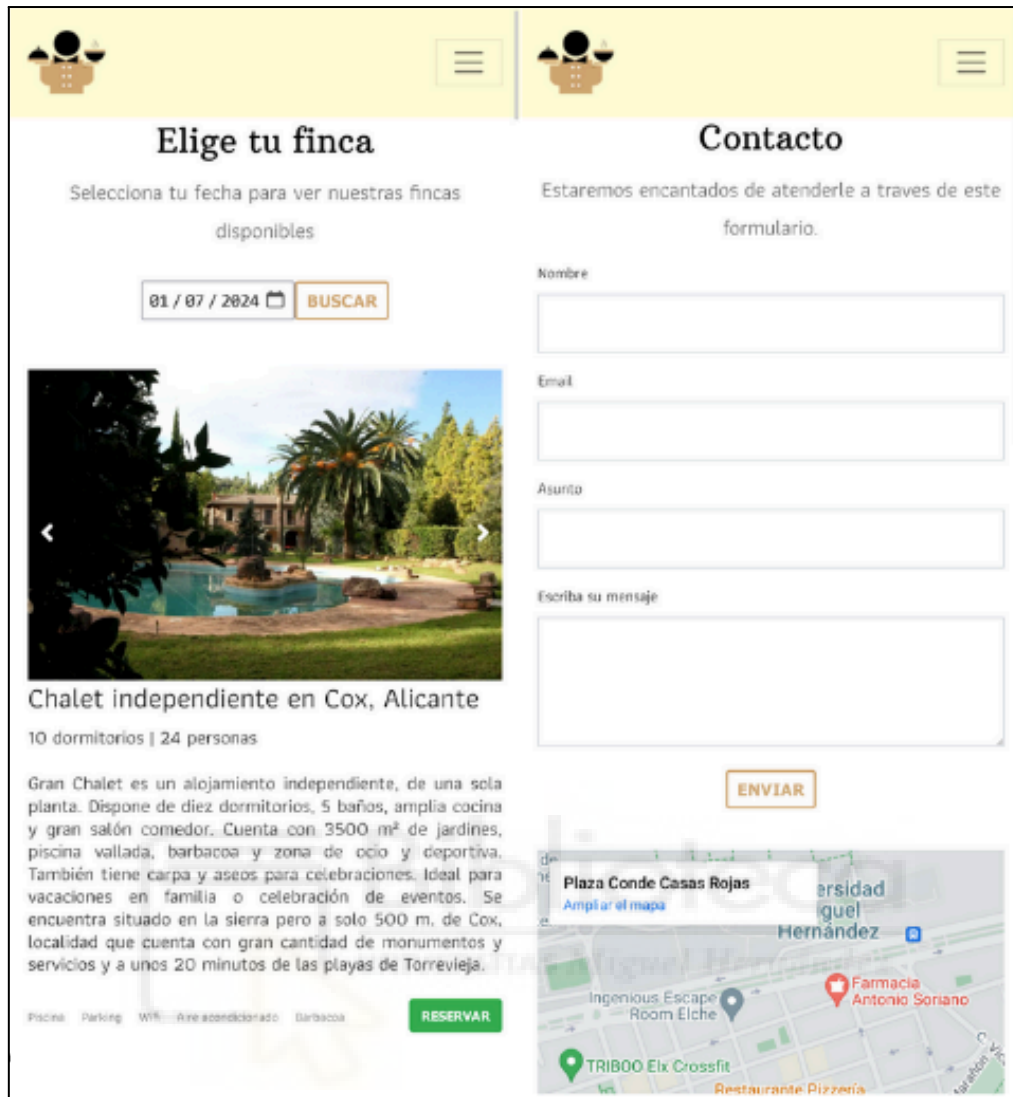 Elige tu finca
Selecciona tu fecha para ver nuestras fincas
disponibles
01 / 07 / 2024
BUSCAR
Chalet independiente en Cox, Alicante
10 dormitorios | 24 personas
Gran Chalet es un alojamiento independiente, de una sola
planta. Dispone de diez dormitorios, 5 baños, amplia cocina
y gran salón comedor. Cuenta con 3500 m² de jardines,
piscina vallada, barbacoa y zona de ocio y deportiva.
También tiene carpa y aseos para celebraciones. Ideal para
vacaciones en familia o celebración de eventos. Se
encuentra situado en la sierra pero a solo 500 m. de Cox,
localidad que cuenta con gran cantidad de monumentos y
servicios y a unos 20 minutos de las playas de Torrevieja.
Piscina Parking Wifi Aire acondicionado Barbacoa
RESERVAR
Contacto
Estaremos encantados de atenderle a traves de este
formulario.
Nombre
Email
Asunto
Escriba su mensaje
ENVIAR
Plaza Conde Casas Rojas
Ampliar el mapa
ersidad
iguel
Hernández
Farmacia
Antonio Soriano
Ingenious Escape
Room Elche
TRIBOO Elx Crossfit
Restaurante Pizzería
Biblioteca
Miguel Hernández